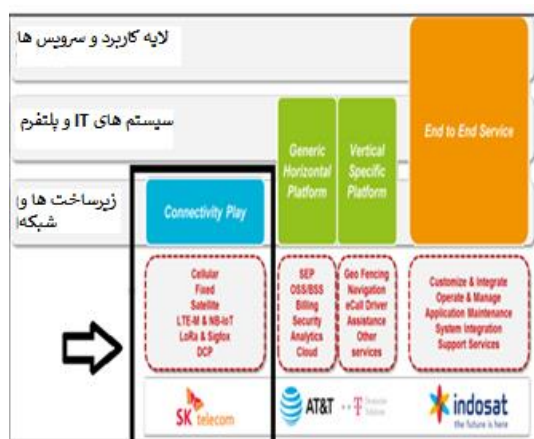 لایه کاربرد و سرویس ها
سیستم های IT و پلتفرم
زیرساخت ها و
شبکه
Connectivity Play
Generic
Horizontal
Platform
Vertical
Specific
Platform
End to End Service
Cellular
Fixed
Satellite
LTE-M & NB-IoT
LoRa & Sigfox
DCP
SEP
OSS/BSS
Billing
Security
Analytics
Cloud
Geo Fencing
Navigation
eCall Driver
Assistance
Other
services
Customize & Integrate
Operate & Manage
Application Maintenance
System Integration
Support Services
SK telecom
AT&T
T
indosat
the future is here